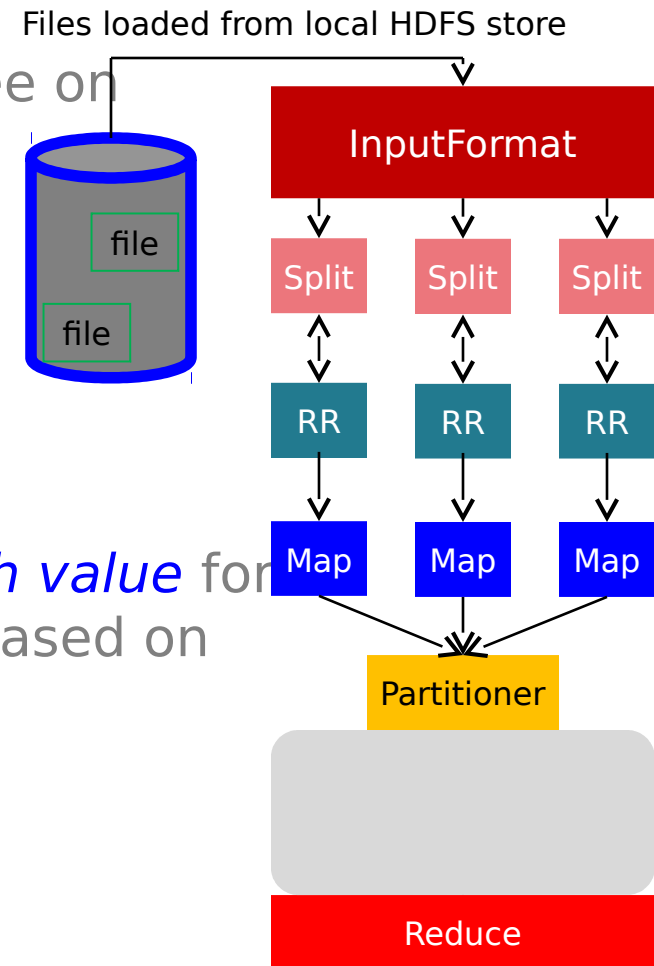 Files loaded from local HDFS store
e on
InputFormat
file
Split Split Split
file
RR RR RR
h value for
Map Map Map
ased on
Partitioner
Reduce